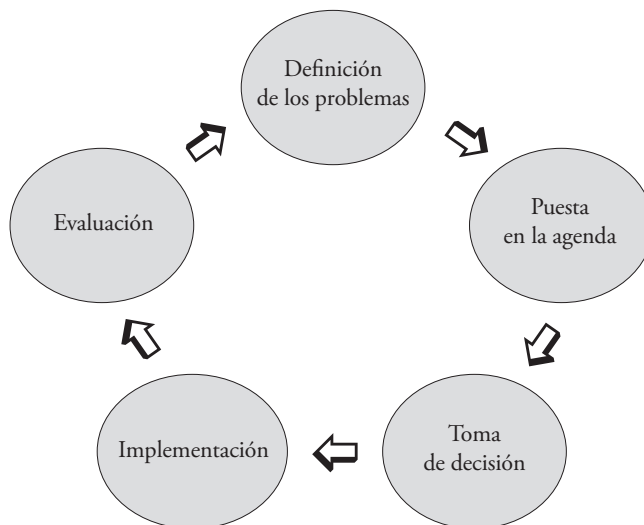 Definición
de los problemas
Puesta
en la agenda
Toma
de decisión
Implementación
Evaluación